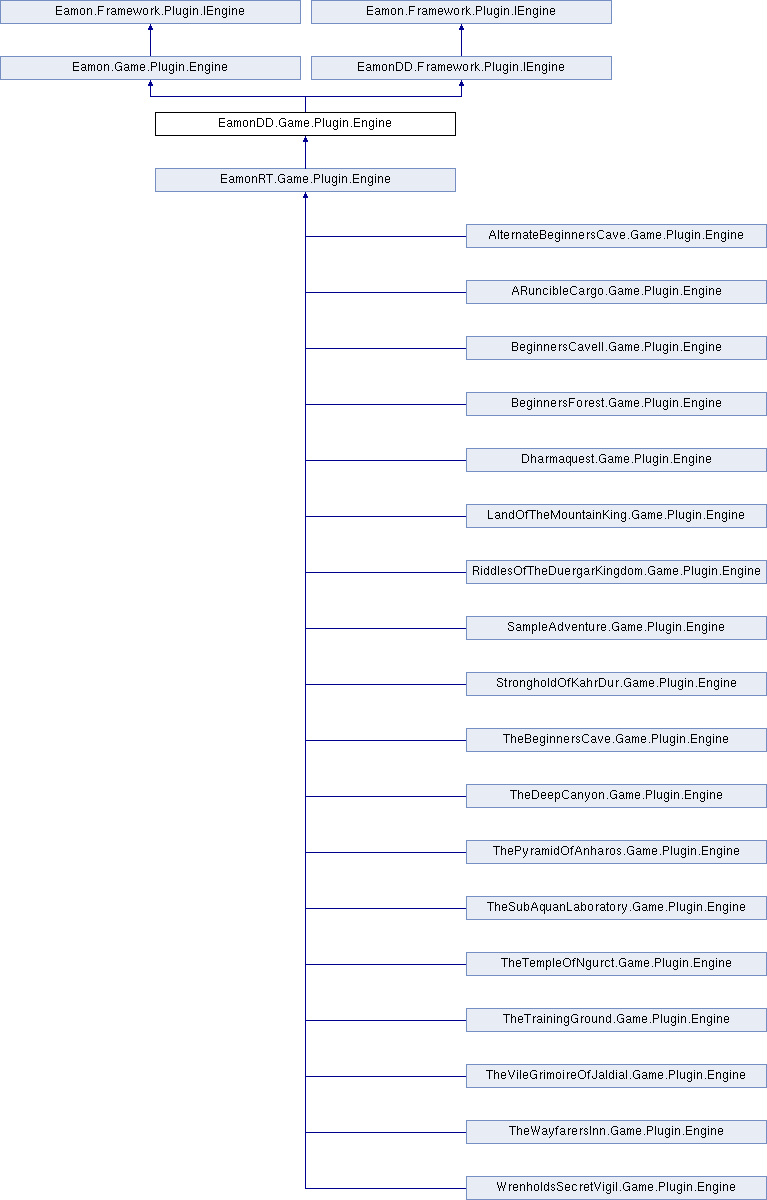 Eamon.Framework.Plugin.IEngine
Eamon.Framework.Plugin.IEngine
Eamon.Game.Plugin.Engine
EamonDD.Framework.Plugin.IEngine
EamonDD.Game.Plugin.Engine
EamonRT.Game.Plugin.Engine
AlternateBeginnersCave.Game.Plugin.Engine
ARuncibleCargo.Game.Plugin.Engine
BeginnersCaveII.Game.Plugin.Engine
BeginnersForest.Game.Plugin.Engine
Dharmaquest.Game.Plugin.Engine
LandOfTheMountainKing.Game.Plugin.Engine
RiddlesOfTheDuergarKingdom.Game.Plugin.Engine
SampleAdventure.Game.Plugin.Engine
StrongholdOfKahrDur.Game.Plugin.Engine
TheBeginnersCave.Game.Plugin.Engine
TheDeepCanyon.Game.Plugin.Engine
ThePyramidOfAnharos.Game.Plugin.Engine
TheSubAquanLaboratory.Game.Plugin.Engine
TheTempleOfNgurct.Game.Plugin.Engine
TheTrainingGround.Game.Plugin.Engine
TheVileGrimoireOfJaldial.Game.Plugin.Engine
TheWayfarersInn.Game.Plugin.Engine
WrenholdsSecretVigil.Game.Plugin.Engine